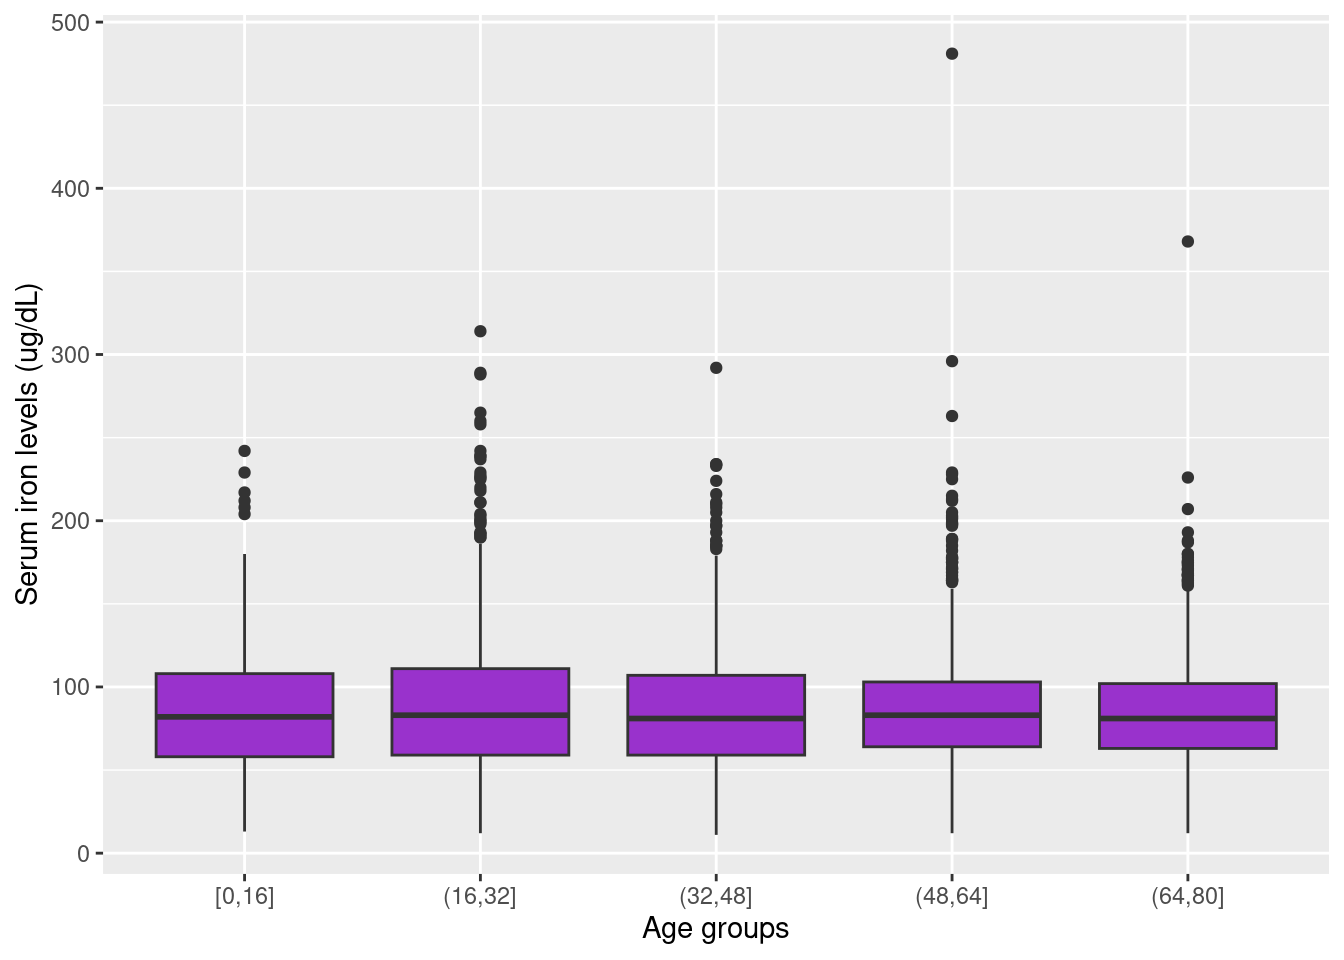 500
400
300
200
100
0
Serum iron levels (ug/dL)
[0,16] (16,32] (32,48] (48,64] (64,80]
Age groups